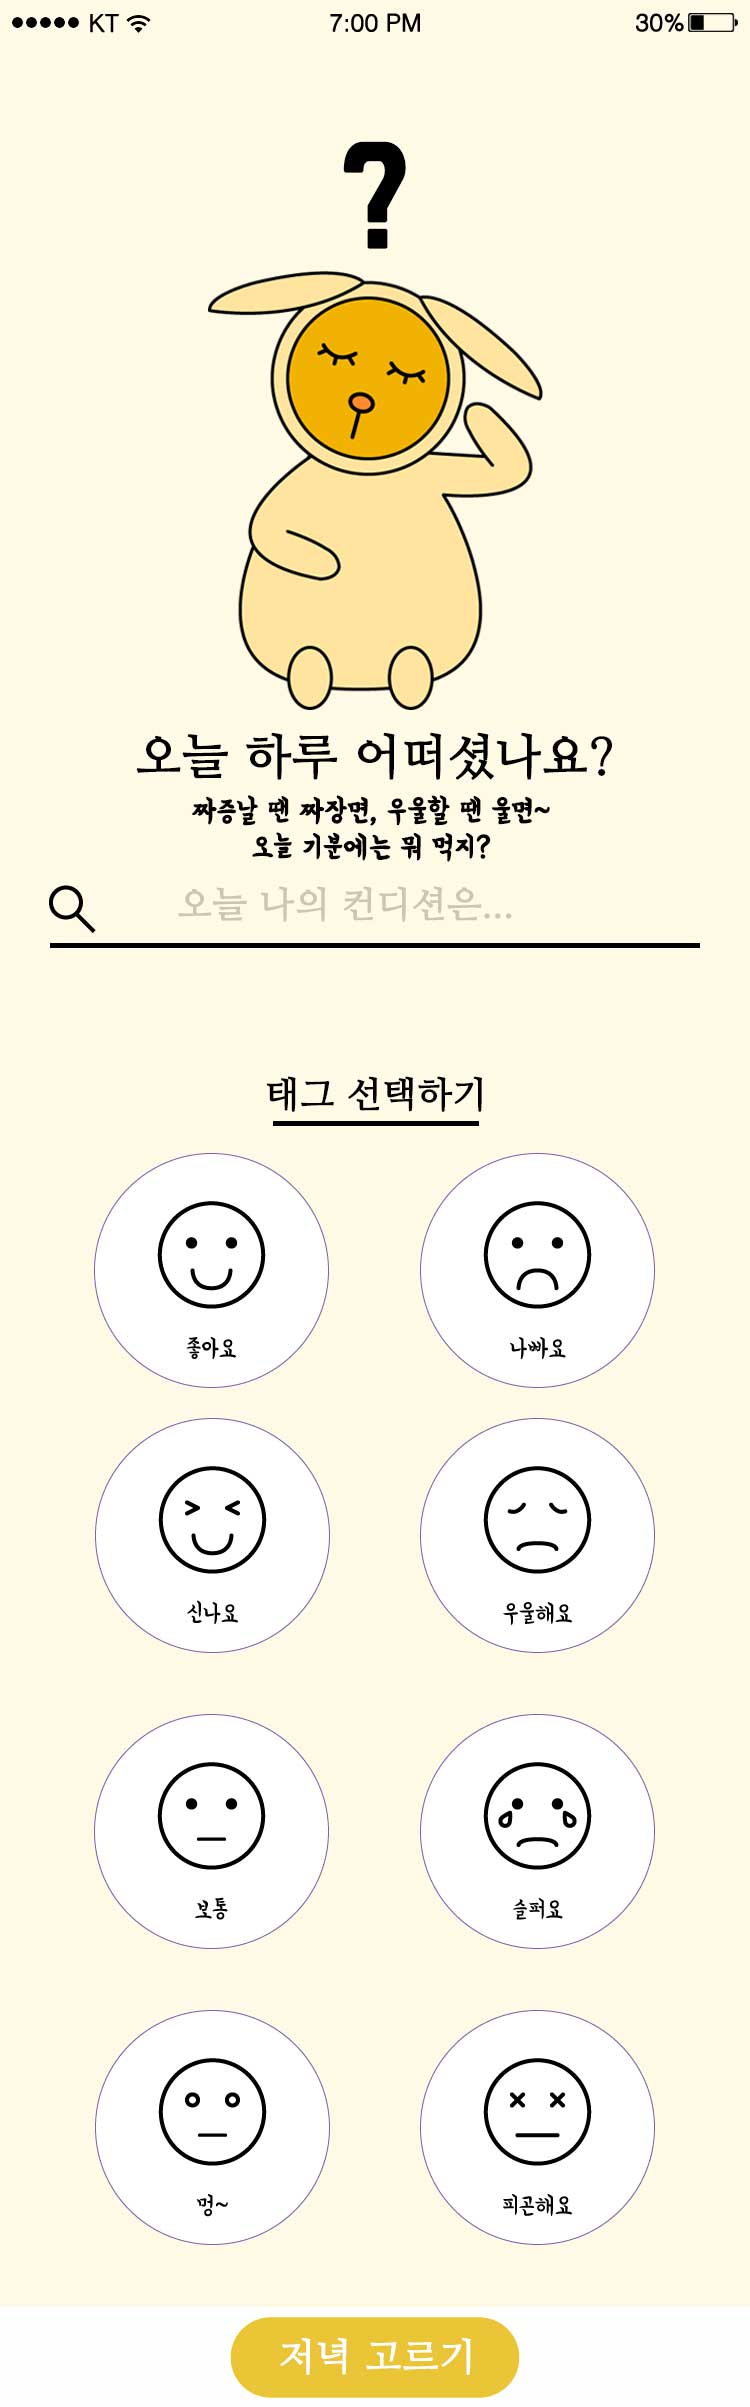 KT 7:00 PM 30%
?
오늘 하루 어떠셨나요?
짜증날 땐 짜장면, 우울할 땐 울면~
오늘 기분에는 뭐 먹지?
오늘 나의 컨디션은...
태그 선택하기
좋아요 나빠요
신나요 우울해요
보통 슬퍼요
멍~ 피곤해요
저녁 고르기